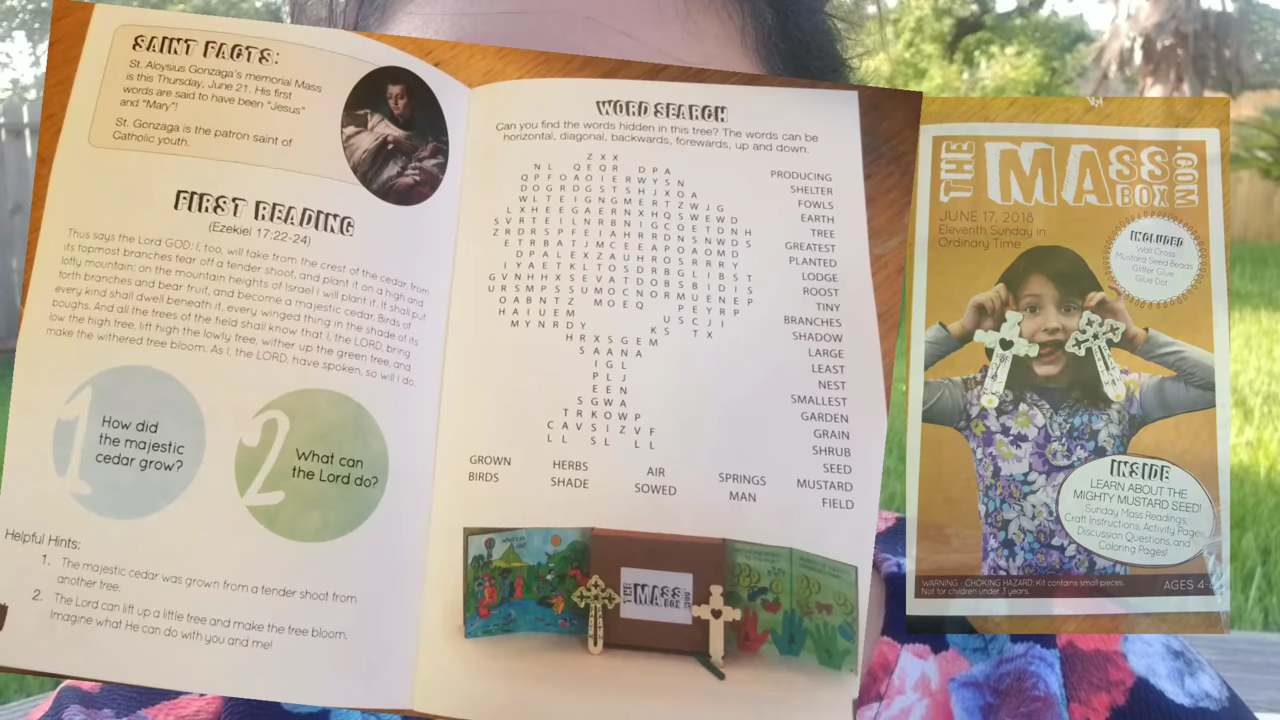 SAINT FACTS:
St. Aloysius Gonzaga's memorial Mass
is this Thursday, June 21. His first
words are said to have been "Jesus"
and "Mary"!
St. Gonzaga is the patron saint of
Catholic youth.
FIRST READING
(Ezekiel 17:22-24)
Thus says the Lord GOD: I, too, will take from the crest of the cedar, from
its topmost branches tear off a tender shoot, and plant it on a high and
lofty mountain; on the mountain heights of Israel I will plant it. It shall put
forth branches and bear fruit, and become a majestic cedar. Birds of
every kind shall dwell beneath it, every winged thing in the shade of its
boughs. And all the trees of the field shall know that I, the LORD, bring
low the high tree, lift high the lowly tree, wither up the green tree, and
make the withered tree bloom. As I, the LORD, have spoken, so will I do.
1
How did
the majestic
cedar grow?
2
What can
the Lord do?
Helpful Hints:
1. The majestic cedar was grown from a tender shoot from
another tree.
2. The Lord can lift up a little tree and make the tree bloom.
Imagine what He can do with you and me!
WORD SEARCH
Can you find the words hidden in this tree? The words can be
horizontal, diagonal, backwards, forewards, up and down.
Z X X
N L Q E Q R D P A
Q P F O A O I E R W Y S N
D O G R D G S T S H J X O A
W L T E I G N G M E R T Z W J G
L X H E E G A E R N X H Q S W E W D
S V R T E I L N R B N I G C O E T D N H
Z R D R S P F E I A H R R D N S N W D S
E T R B A T J M C E E A P O A O M D
D P A L E X Z A U H R O S R R R Y
I Y A E T K L T O S D R B G L I B S T
G V N H H X S E V A T D O B S B I D I S
U R S M P S S U M O C N O R M U E N E P
O A B N T Z M O E Q P E Y R P
H A I U E M U S C J I
M Y N R D Y K S T X
H R X S G E M
S A A N A
I G L
P L J
E E N
S G W A
T R K O W P
C A V S I Z V F
L L S L L L
PRODUCING
SHELTER
FOWLS
EARTH
TREE
GREATEST
PLANTED
LODGE
ROOST
TINY
BRANCHES
SHADOW
LARGE
LEAST
NEST
SMALLEST
GARDEN
GRAIN
SHRUB
SEED
MUSTARD
FIELD
GROWN HERBS AIR SPRINGS
BIRDS SHADE SOWED MAN
THE MASS BOX
THE MASS BOX .COM
JUNE 17, 2018
Eleventh Sunday in
Ordinary Time
INCLUDED
Wall Cross
Mustard Seed Beads
Glitter Glue
Glue Dot
INSIDE
LEARN ABOUT THE
MIGHTY MUSTARD SEED!
Sunday Mass Readings,
Craft Instructions, Activity Pages,
Discussion Questions, and
Coloring Pages!
WARNING - CHOKING HAZARD: Kit contains small pieces.
Not for children under 3 years.
AGES 4-